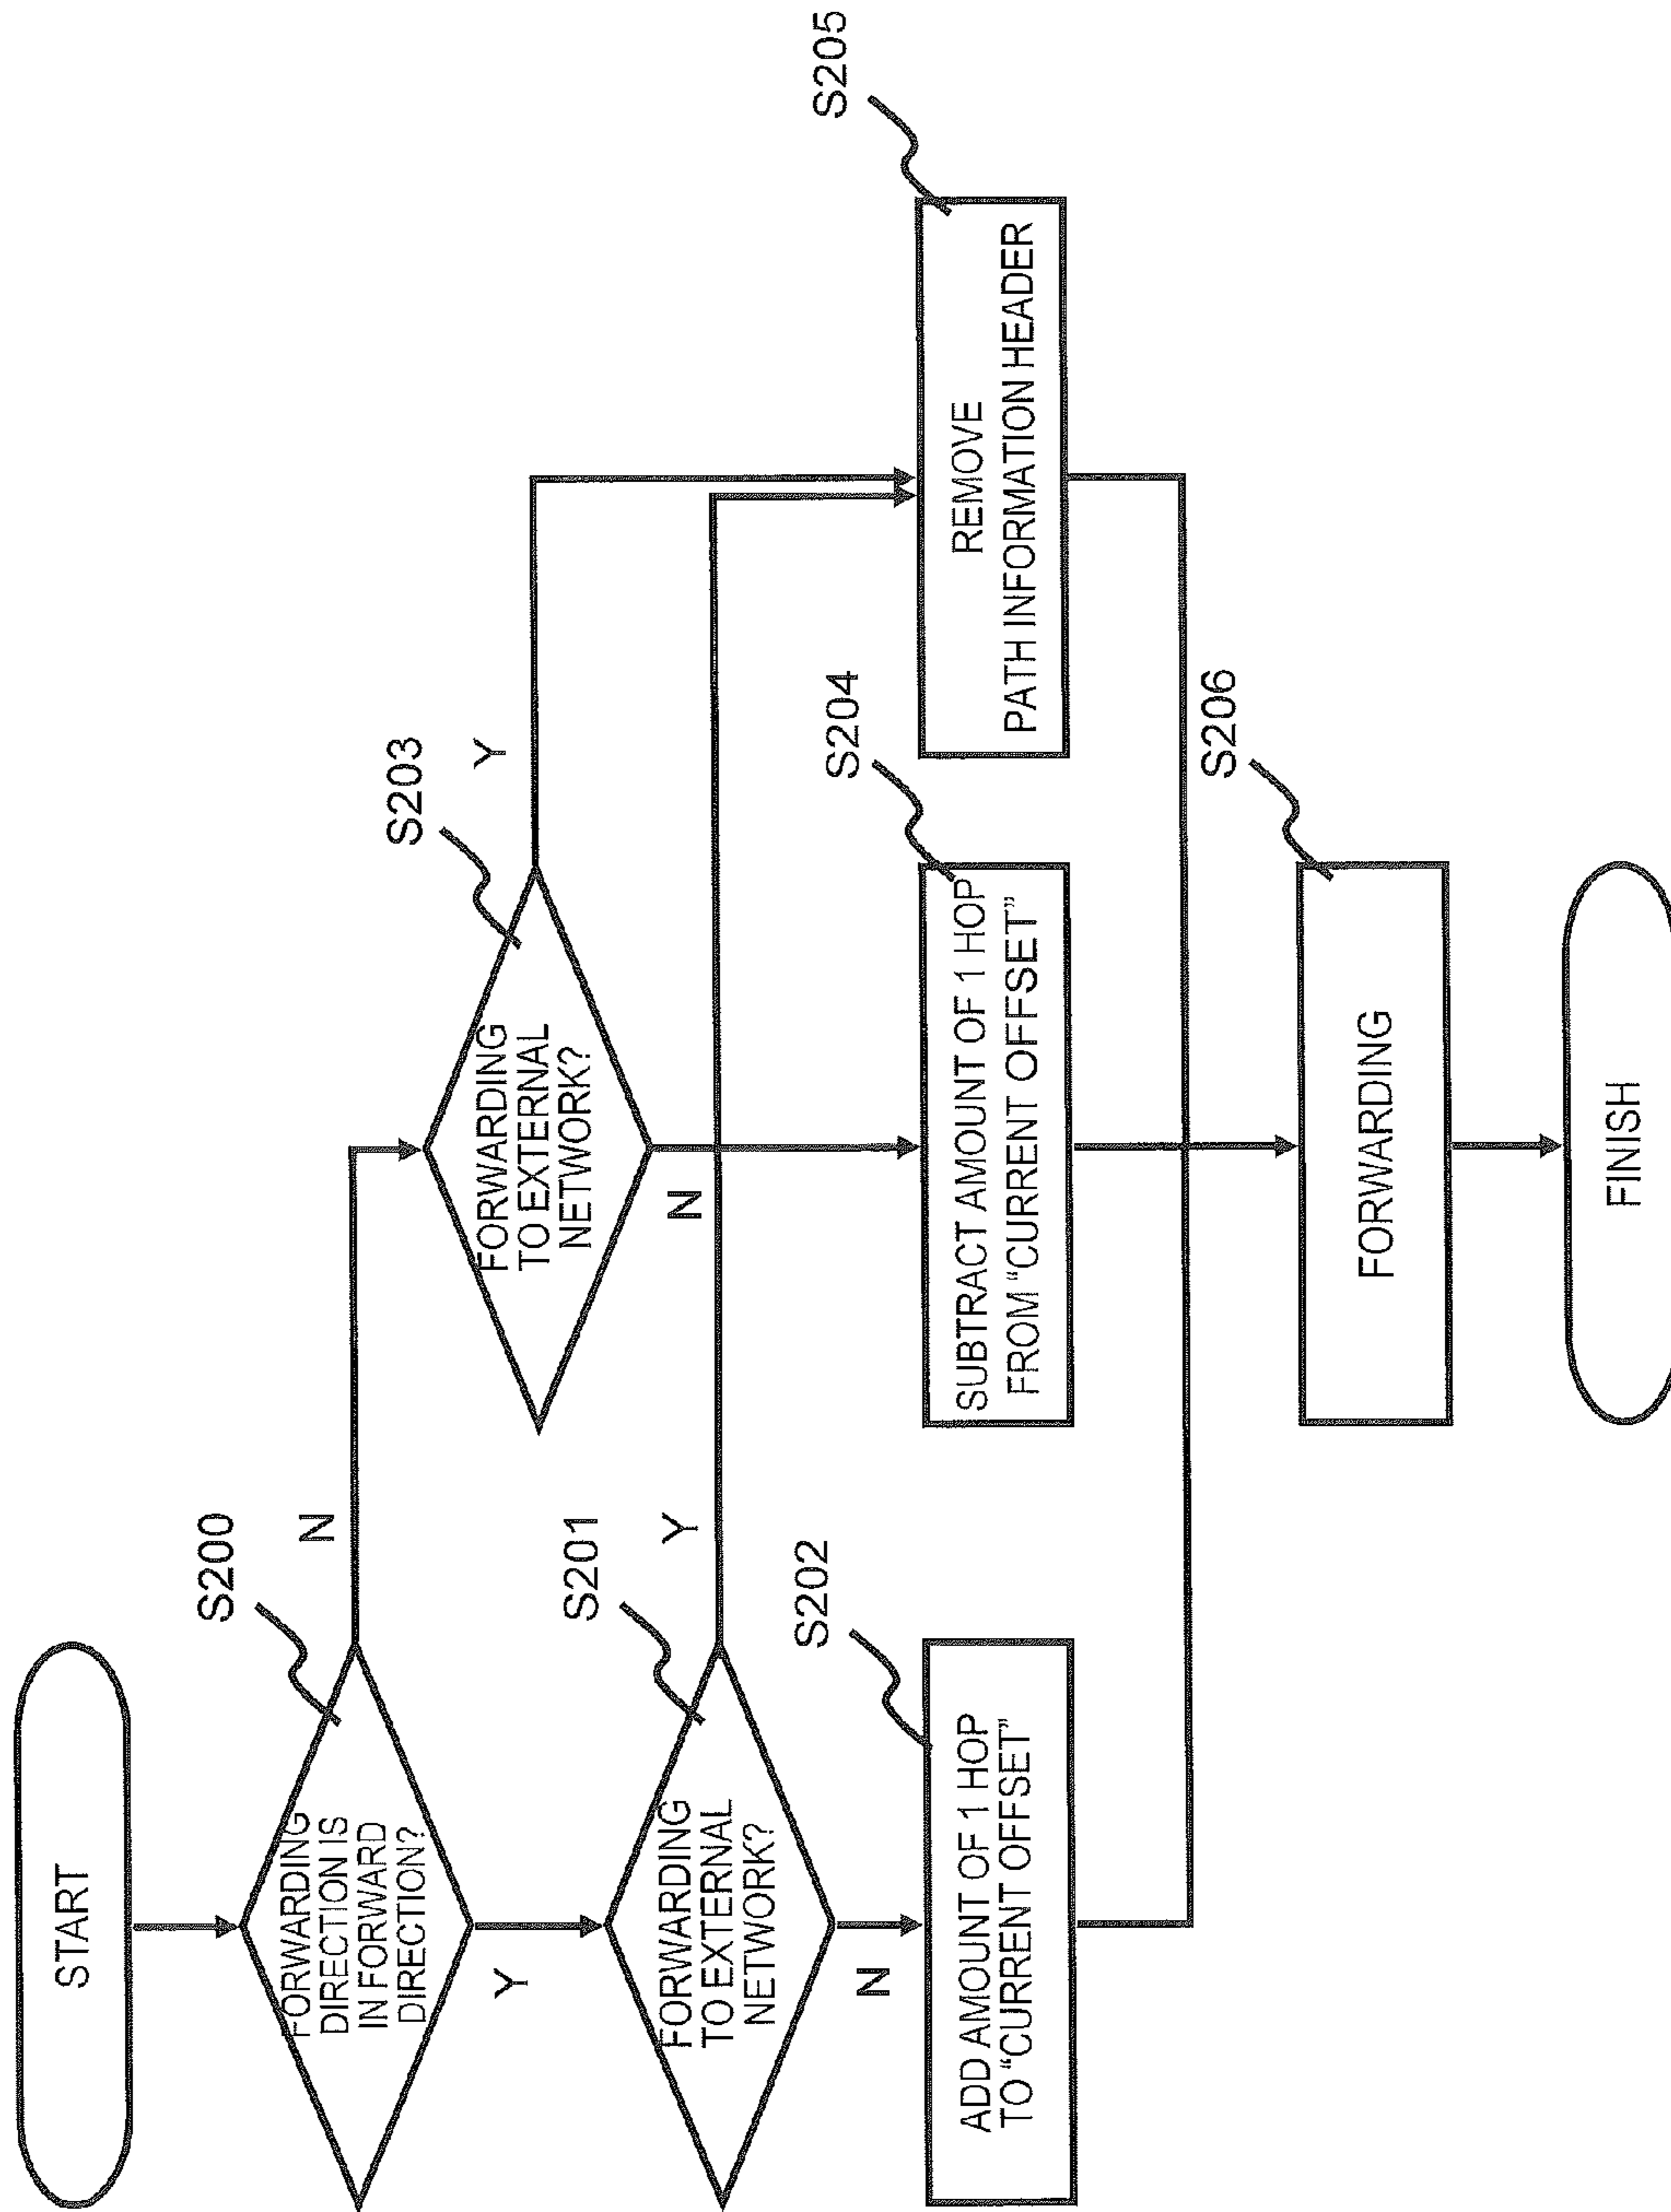 START
S200
FORWARDING
DIRECTION IS
IN FORWARD
DIRECTION?
N
Y
S201
FORWARDING
TO EXTERNAL
NETWORK?
Y
N
S203
FORWARDING
TO EXTERNAL
NETWORK?
Y
N
S202
ADD AMOUNT OF 1 HOP
TO “CURRENT OFFSET”
S204
SUBTRACT AMOUNT OF 1 HOP
FROM “CURRENT OFFSET”
S205
REMOVE
PATH INFORMATION HEADER
S206
FORWARDING
FINISH